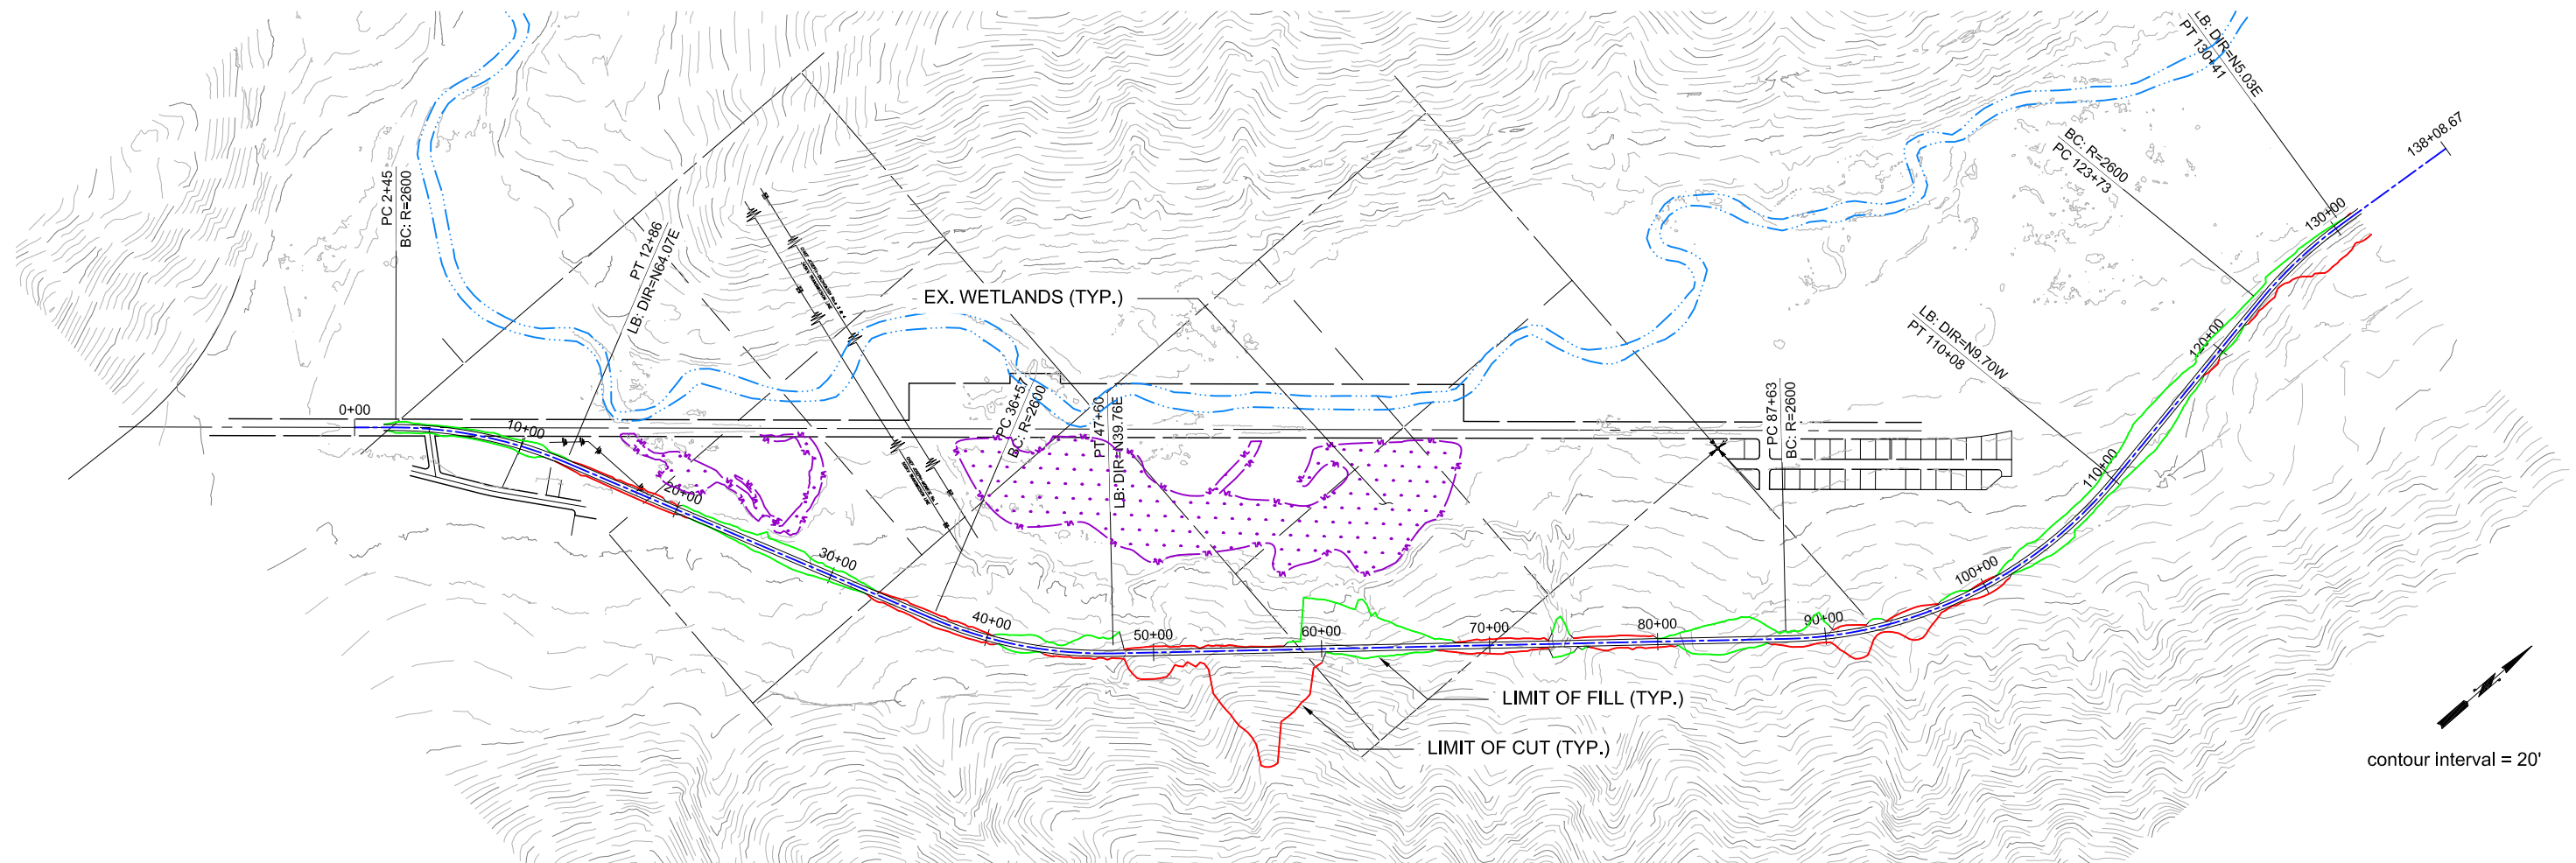 LB: DIR=N5.03E
PT 130+41
138+08.67
BC: R=2600
PC 123+73
130+00
PC 2+45
BC: R=2600
PT 12+86
LB: DIR=N64.07E
EX. WETLANDS (TYP.)
LB: DIR=N9.70W
PT 110+08
120+00
0+00
10+00
PC 36+57
BC: R=2600
PT 47+60
LB: DIR=N39.76E
PC 87+63
BC: R=2600
110+00
20+00
30+00
40+00
50+00
60+00
70+00
80+00
90+00
100+00
LIMIT OF FILL (TYP.)
LIMIT OF CUT (TYP.)
contour interval = 20'